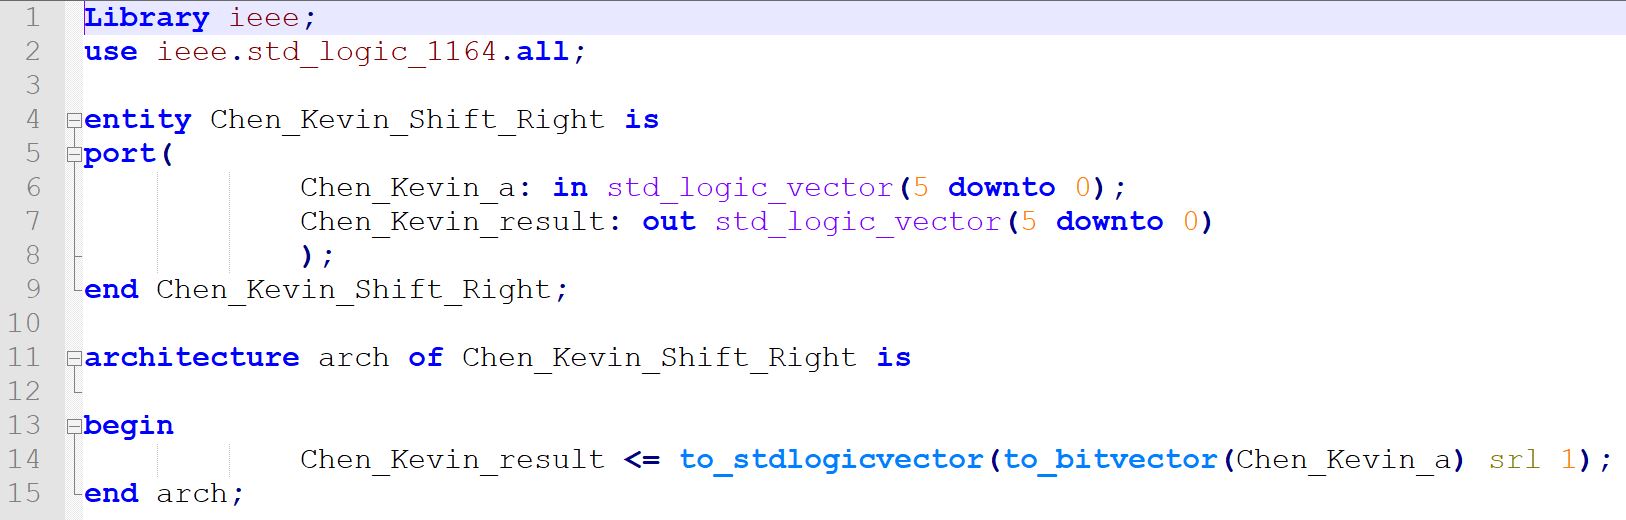 1 Library ieee;
2 use ieee.std_logic_1164.all;
3
4 entity Chen_Kevin_Shift_Right is
5 port(
6 Chen_Kevin_a: in std_logic_vector(5 downto 0);
7 Chen_Kevin_result: out std_logic_vector(5 downto 0)
8 );
9 end Chen_Kevin_Shift_Right;
10
11 architecture arch of Chen_Kevin_Shift_Right is
12
13 begin
14 Chen_Kevin_result <= to_stdlogicvector(to_bitvector(Chen_Kevin_a) srl 1);
15 end arch;